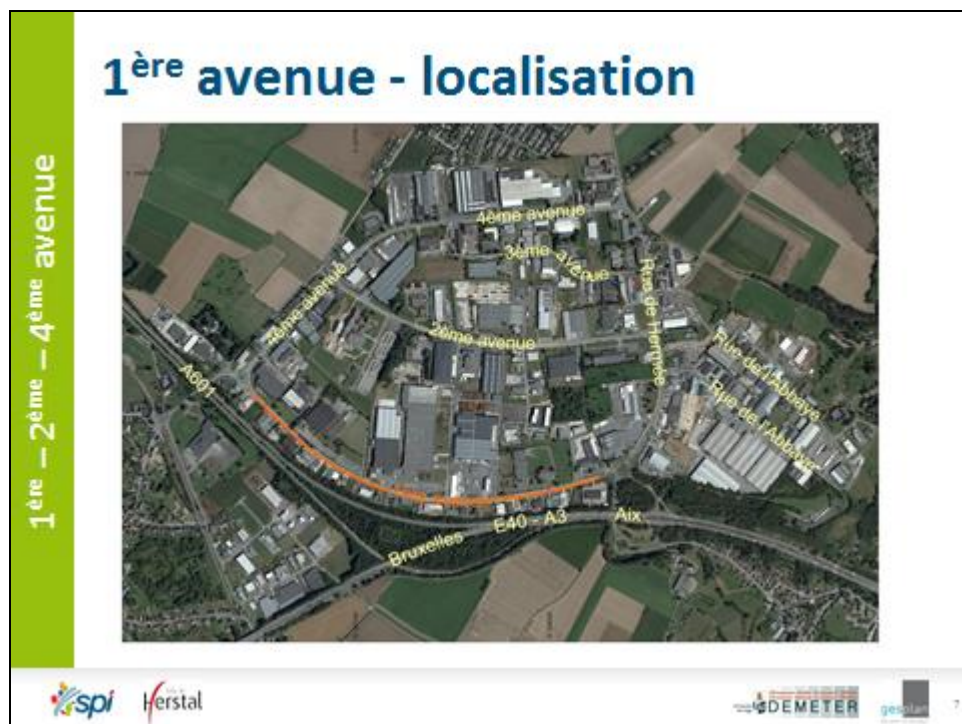 1ère avenue - localisation
1ère – 2ème – 4ème avenue
4ème avenue
3ème avenue
4ème avenue
Rue de Hermée
2ème avenue
Rue de l'Abbaye
A601
Rue de l'Abbaye
E40 - A3
Aix
Bruxelles
spi
Herstal
DEMETER
gesplan
7